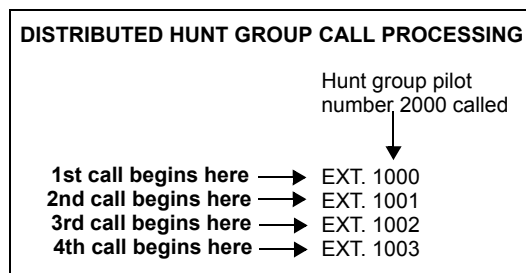 DISTRIBUTED HUNT GROUP CALL PROCESSING
Hunt group pilot
number 2000 called
1st call begins here EXT. 1000
2nd call begins here EXT. 1001
3rd call begins here EXT. 1002
4th call begins here EXT. 1003